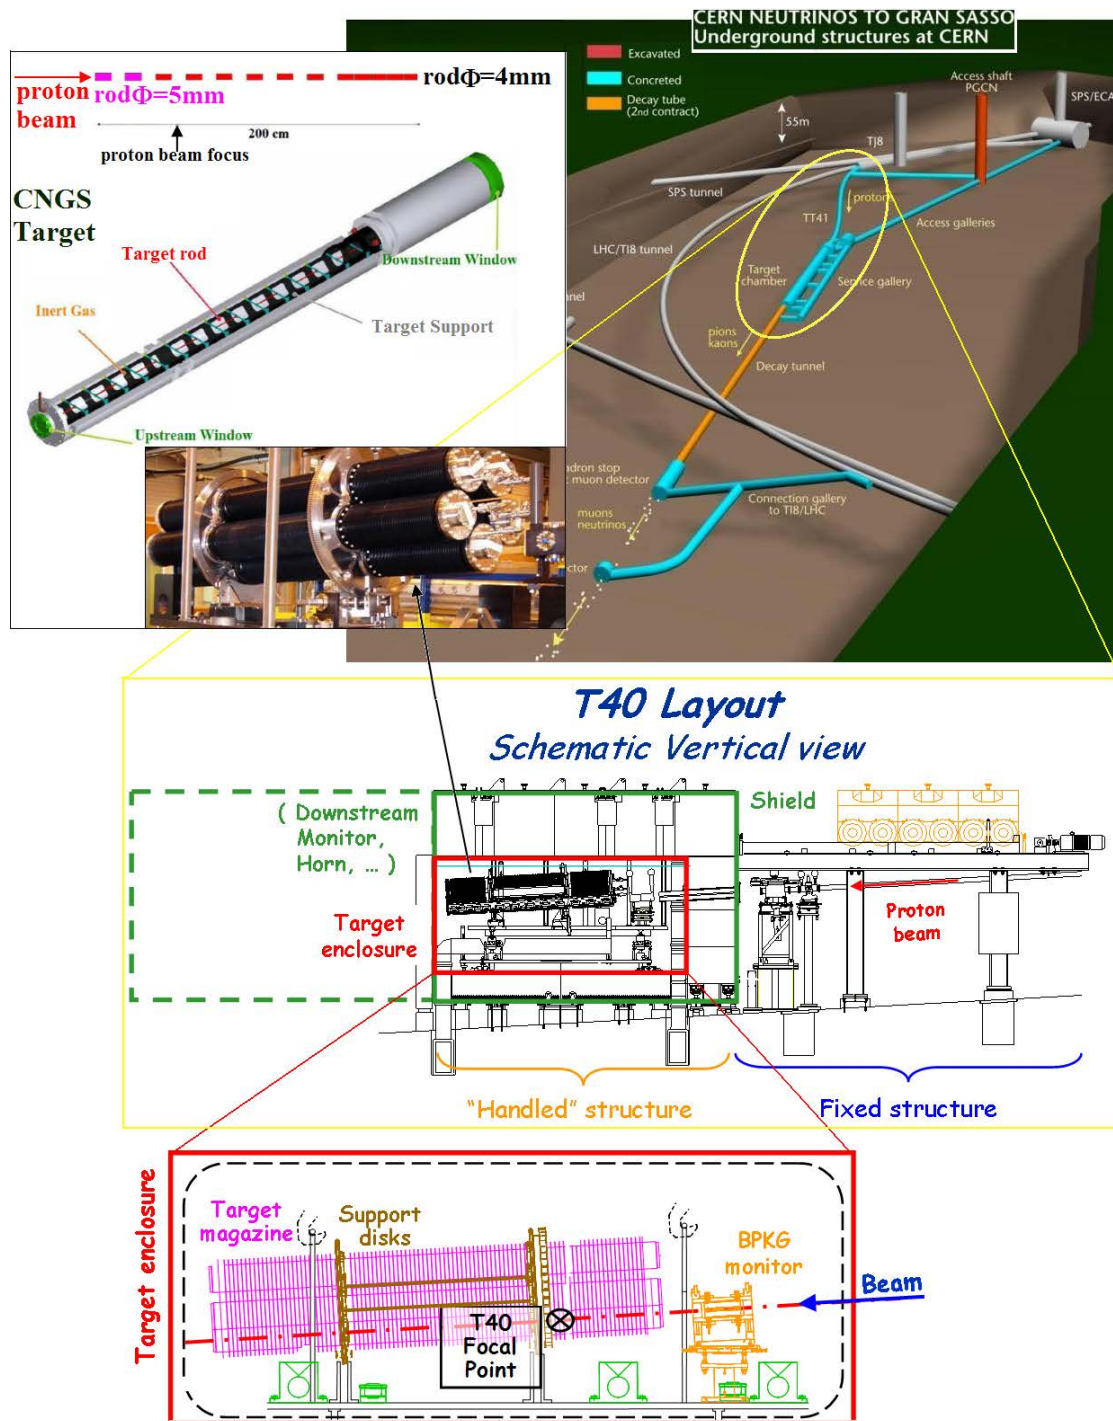 CERN NEUTRINOS TO GRAN SASSO
Underground structures at CERN
Excavated
Concreted
Decay tube
(2nd contract)
Access shaft
PGCN
SPS/ECA
55m
TJ8
SPS tunnel
protons
TT41
Access galleries
LHC/TI8 tunnel
Target
chamber
Service gallery
pions
kaons
Decay tunnel
muon detector
Connection gallery
to TI8/LHC
muons
neutrinos
proton
beam
rodΦ=5mm
rodΦ=4mm
200 cm
proton beam focus
CNGS
Target
Target rod
Downstream Window
Inert Gas
Target Support
Upstream Window
T40 Layout
Schematic Vertical view
( Downstream
Monitor,
Horn, ... )
Shield
Target
enclosure
Proton
beam
"Handled" structure
Fixed structure
Target enclosure
Target
magazine
Support
disks
BPKG
monitor
Beam
T40
Focal
Point